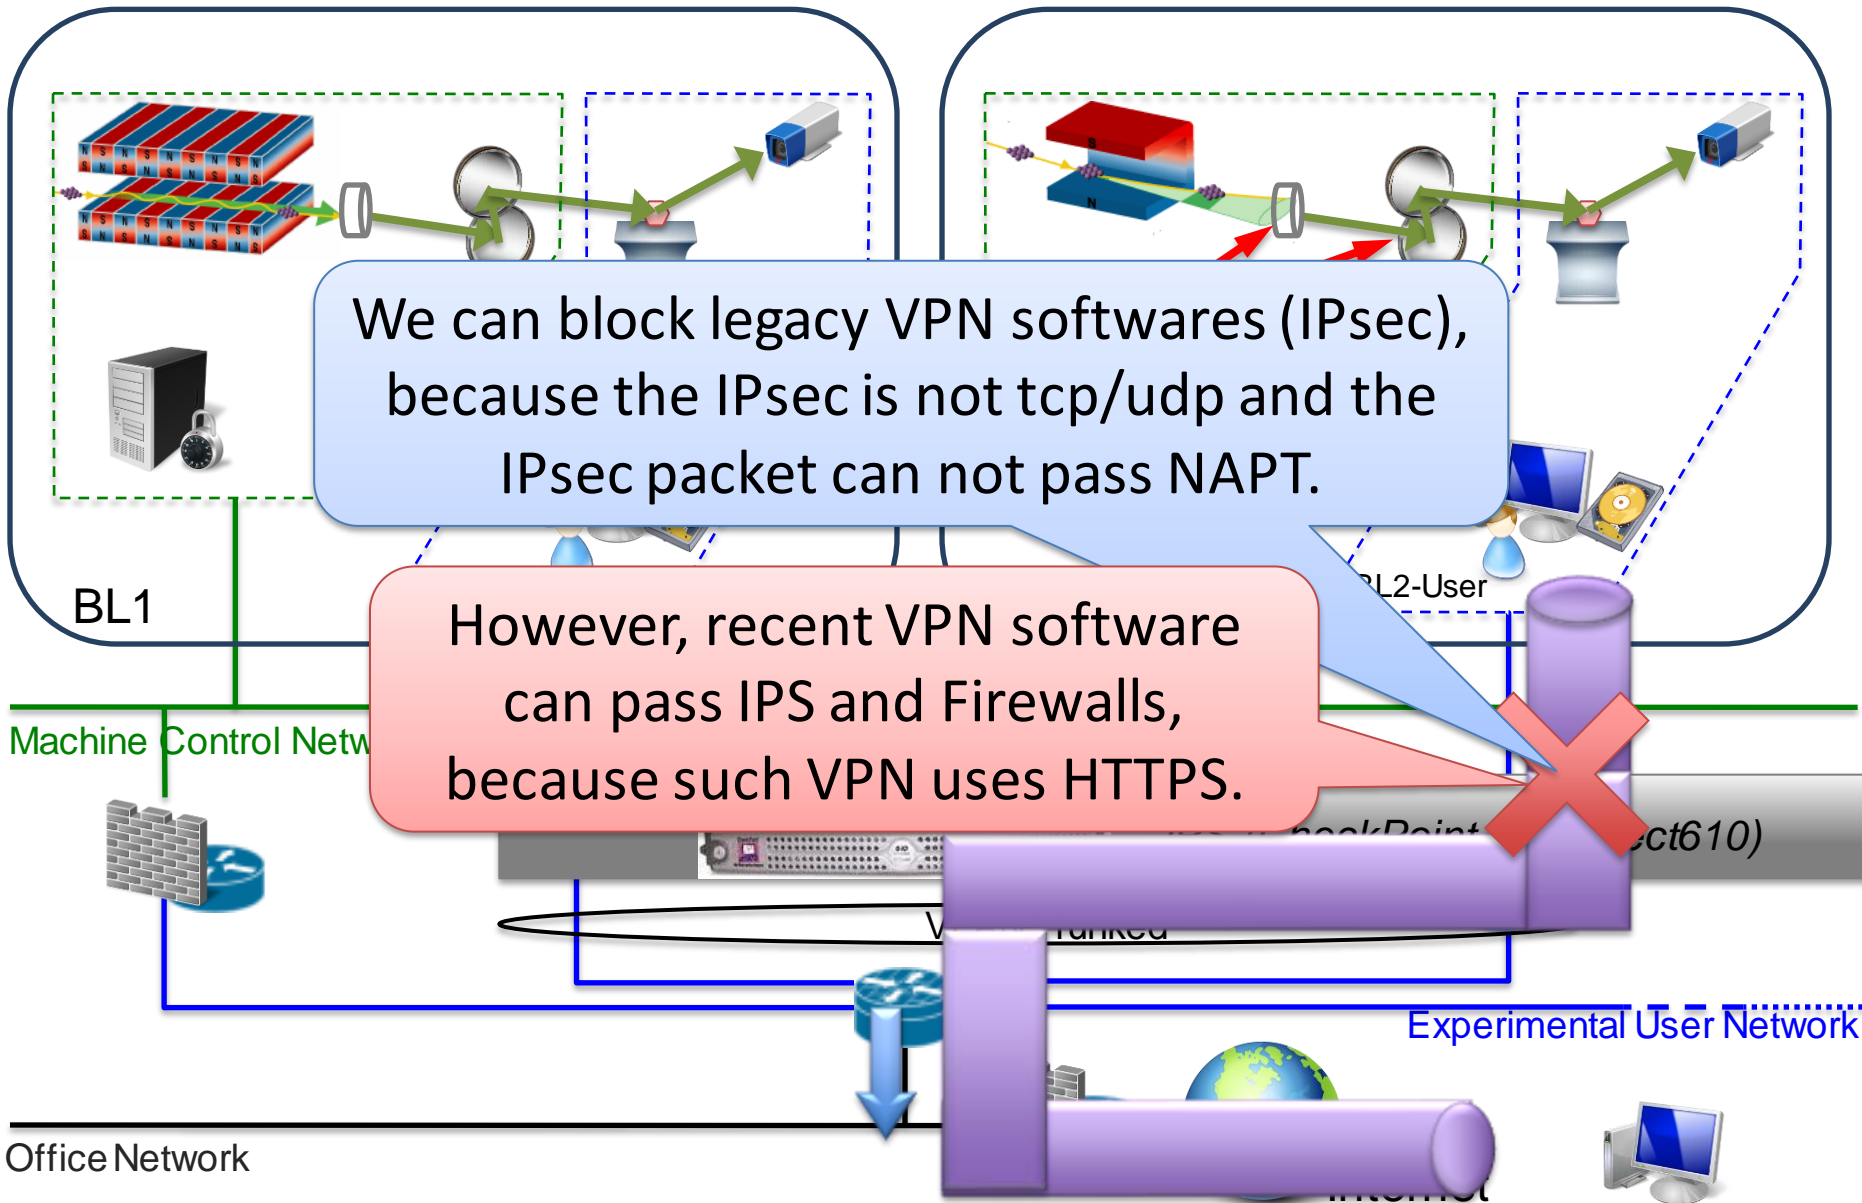 We can block legacy VPN softwares (IPsec),
because the IPsec is not tcp/udp and the
IPsec packet can not pass NAPT.
BL1
However, recent VPN software
can pass IPS and Firewalls,
because such VPN uses HTTPS.
BL2-User
Machine Control Netw
ect610)
Experimental User Network
Office Network
Internet